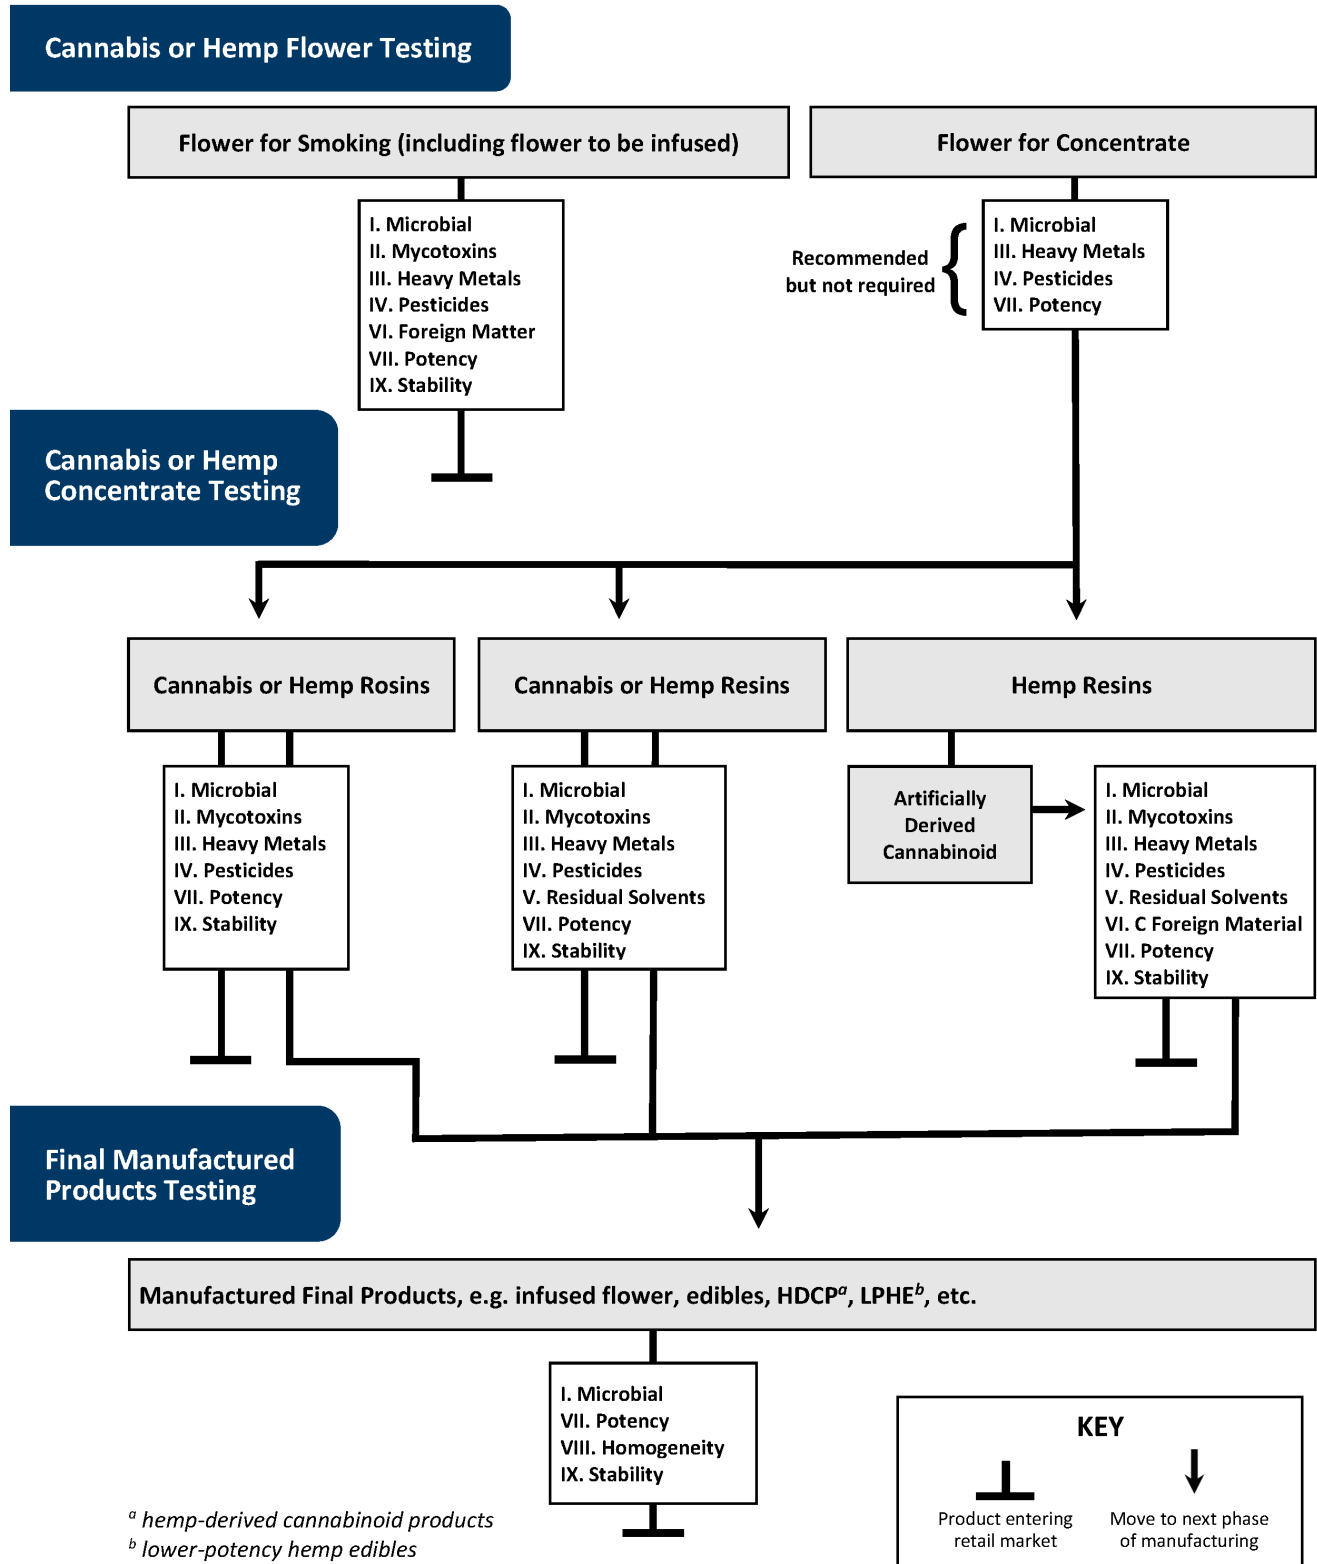 Cannabis or Hemp Flower Testing
Flower for Smoking (including flower to be infused)
Flower for Concentrate
I. Microbial
II. Mycotoxins
III. Heavy Metals
IV. Pesticides
VI. Foreign Matter
VII. Potency
IX. Stability
Recommended
but not required
I. Microbial
III. Heavy Metals
IV. Pesticides
VII. Potency
Cannabis or Hemp
Concentrate Testing
Cannabis or Hemp Rosins
Cannabis or Hemp Resins
Hemp Resins
I. Microbial
II. Mycotoxins
III. Heavy Metals
IV. Pesticides
VII. Potency
IX. Stability
I. Microbial
II. Mycotoxins
III. Heavy Metals
IV. Pesticides
V. Residual Solvents
VII. Potency
IX. Stability
Artificially
Derived
Cannabinoid
I. Microbial
II. Mycotoxins
III. Heavy Metals
IV. Pesticides
V. Residual Solvents
VI. C Foreign Material
VII. Potency
IX. Stability
Final Manufactured
Products Testing
Manufactured Final Products, e.g. infused flower, edibles, HDCPa, LPHEb, etc.
I. Microbial
VII. Potency
VIII. Homogeneity
IX. Stability
a hemp-derived cannabinoid products
b lower-potency hemp edibles
KEY
Product entering
retail market
Move to next phase
of manufacturing